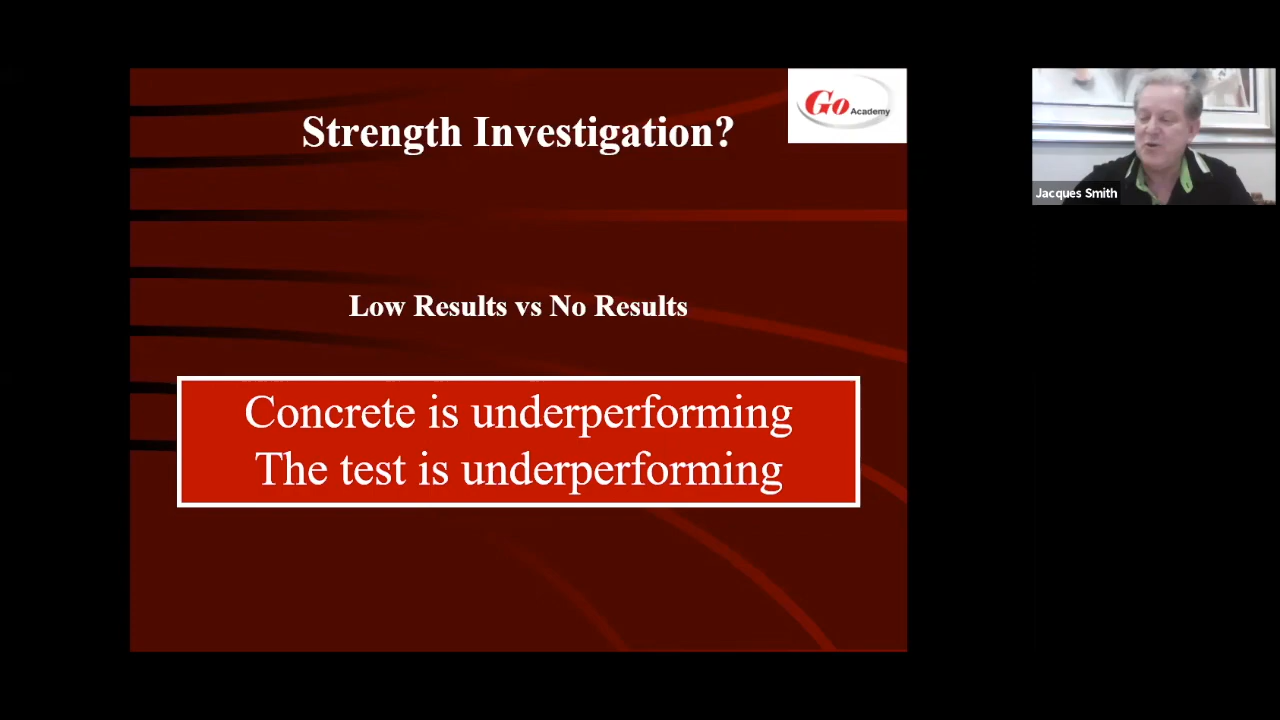 Go Academy
Strength Investigation?
Low Results vs No Results
Concrete is underperforming
The test is underperforming
Jacques Smith